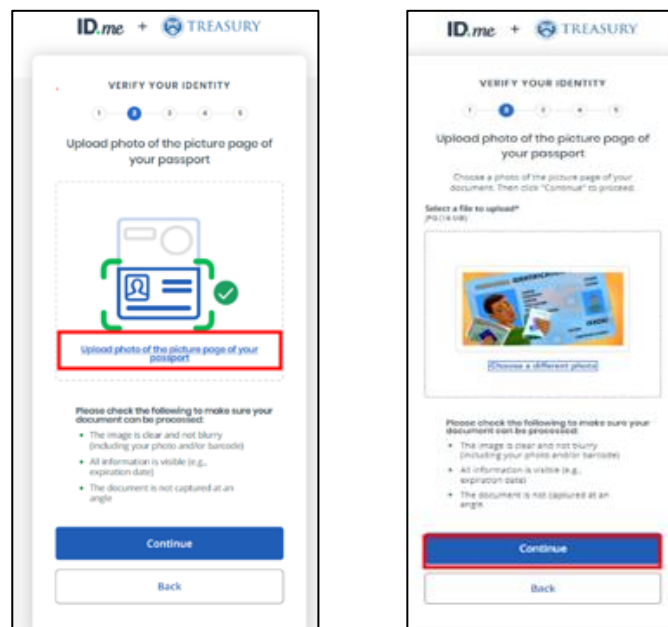 ID.me + TREASURY
VERIFY YOUR IDENTITY
1 2 3 4 5
Upload photo of the picture page of
your passport
Upload photo of the picture page of your
passport
Please check the following to make sure your
document can be processed:
The image is clear and not blurry
(including your photo and/or barcode)
All information is visible (e.g.,
expiration date)
The document is not captured at an
angle
Continue
Back
ID.me + TREASURY
VERIFY YOUR IDENTITY
1 2 3 4 5
Upload photo of the picture page of
your passport
Choose a photo of the picture page of your
document. Then click "Continue" to proceed.
Select a file to upload*
Choose a different photo
Please check the following to make sure your
document can be processed:
The image is clear and not blurry
(including your photo and/or barcode)
All information is visible (e.g.,
expiration date)
The document is not captured at an
angle
Continue
Back